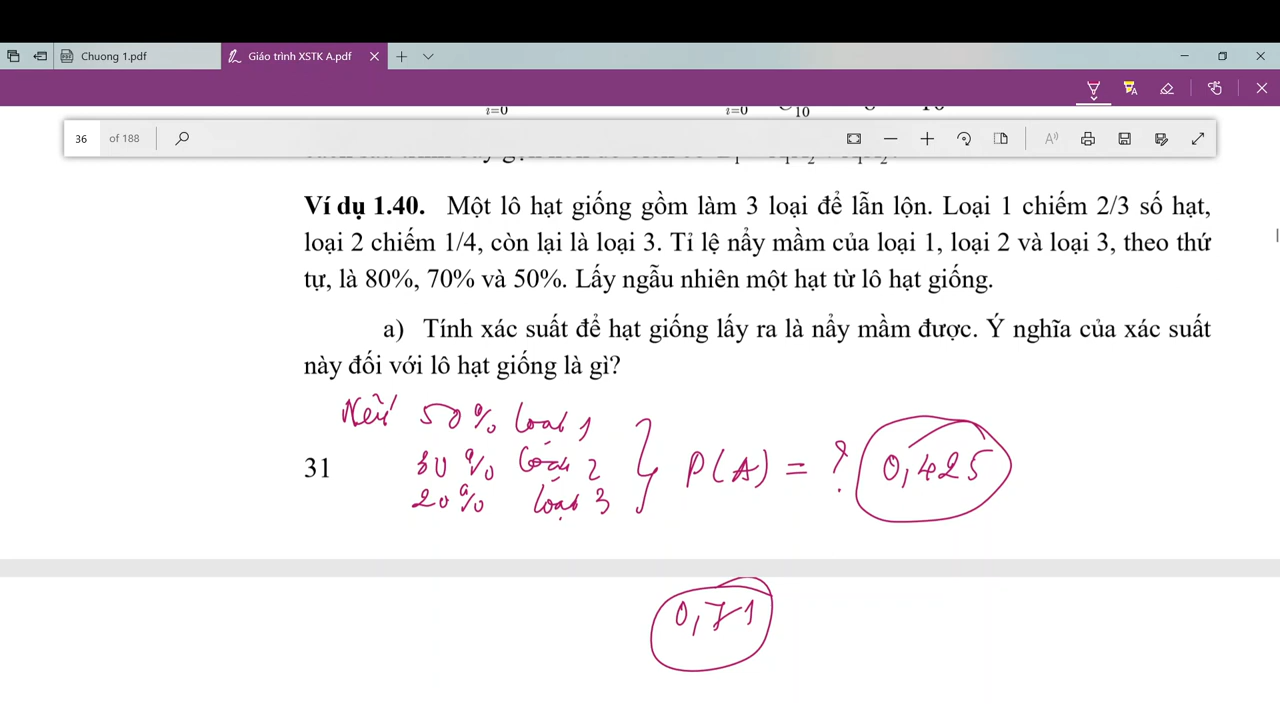 Chuong 1.pdf
Giáo trình XSTK A.pdf
i=0 i=0 10
36 of 188
Ví dụ 1.40. Một lô hạt giống gồm làm 3 loại để lẫn lộn. Loại 1 chiếm 2/3 số hạt,
loại 2 chiếm 1/4, còn lại là loại 3. Tỉ lệ nẩy mầm của loại 1, loại 2 và loại 3, theo thứ
tự, là 80%, 70% và 50%. Lấy ngẫu nhiên một hạt từ lô hạt giống.
a) Tính xác suất để hạt giống lấy ra là nẩy mầm được. Ý nghĩa của xác suất
này đối với lô hạt giống là gì?
Nếu 50% loại 1
30% loại 2
31
P(A) = ? 0,425
20% loại 3
0,71